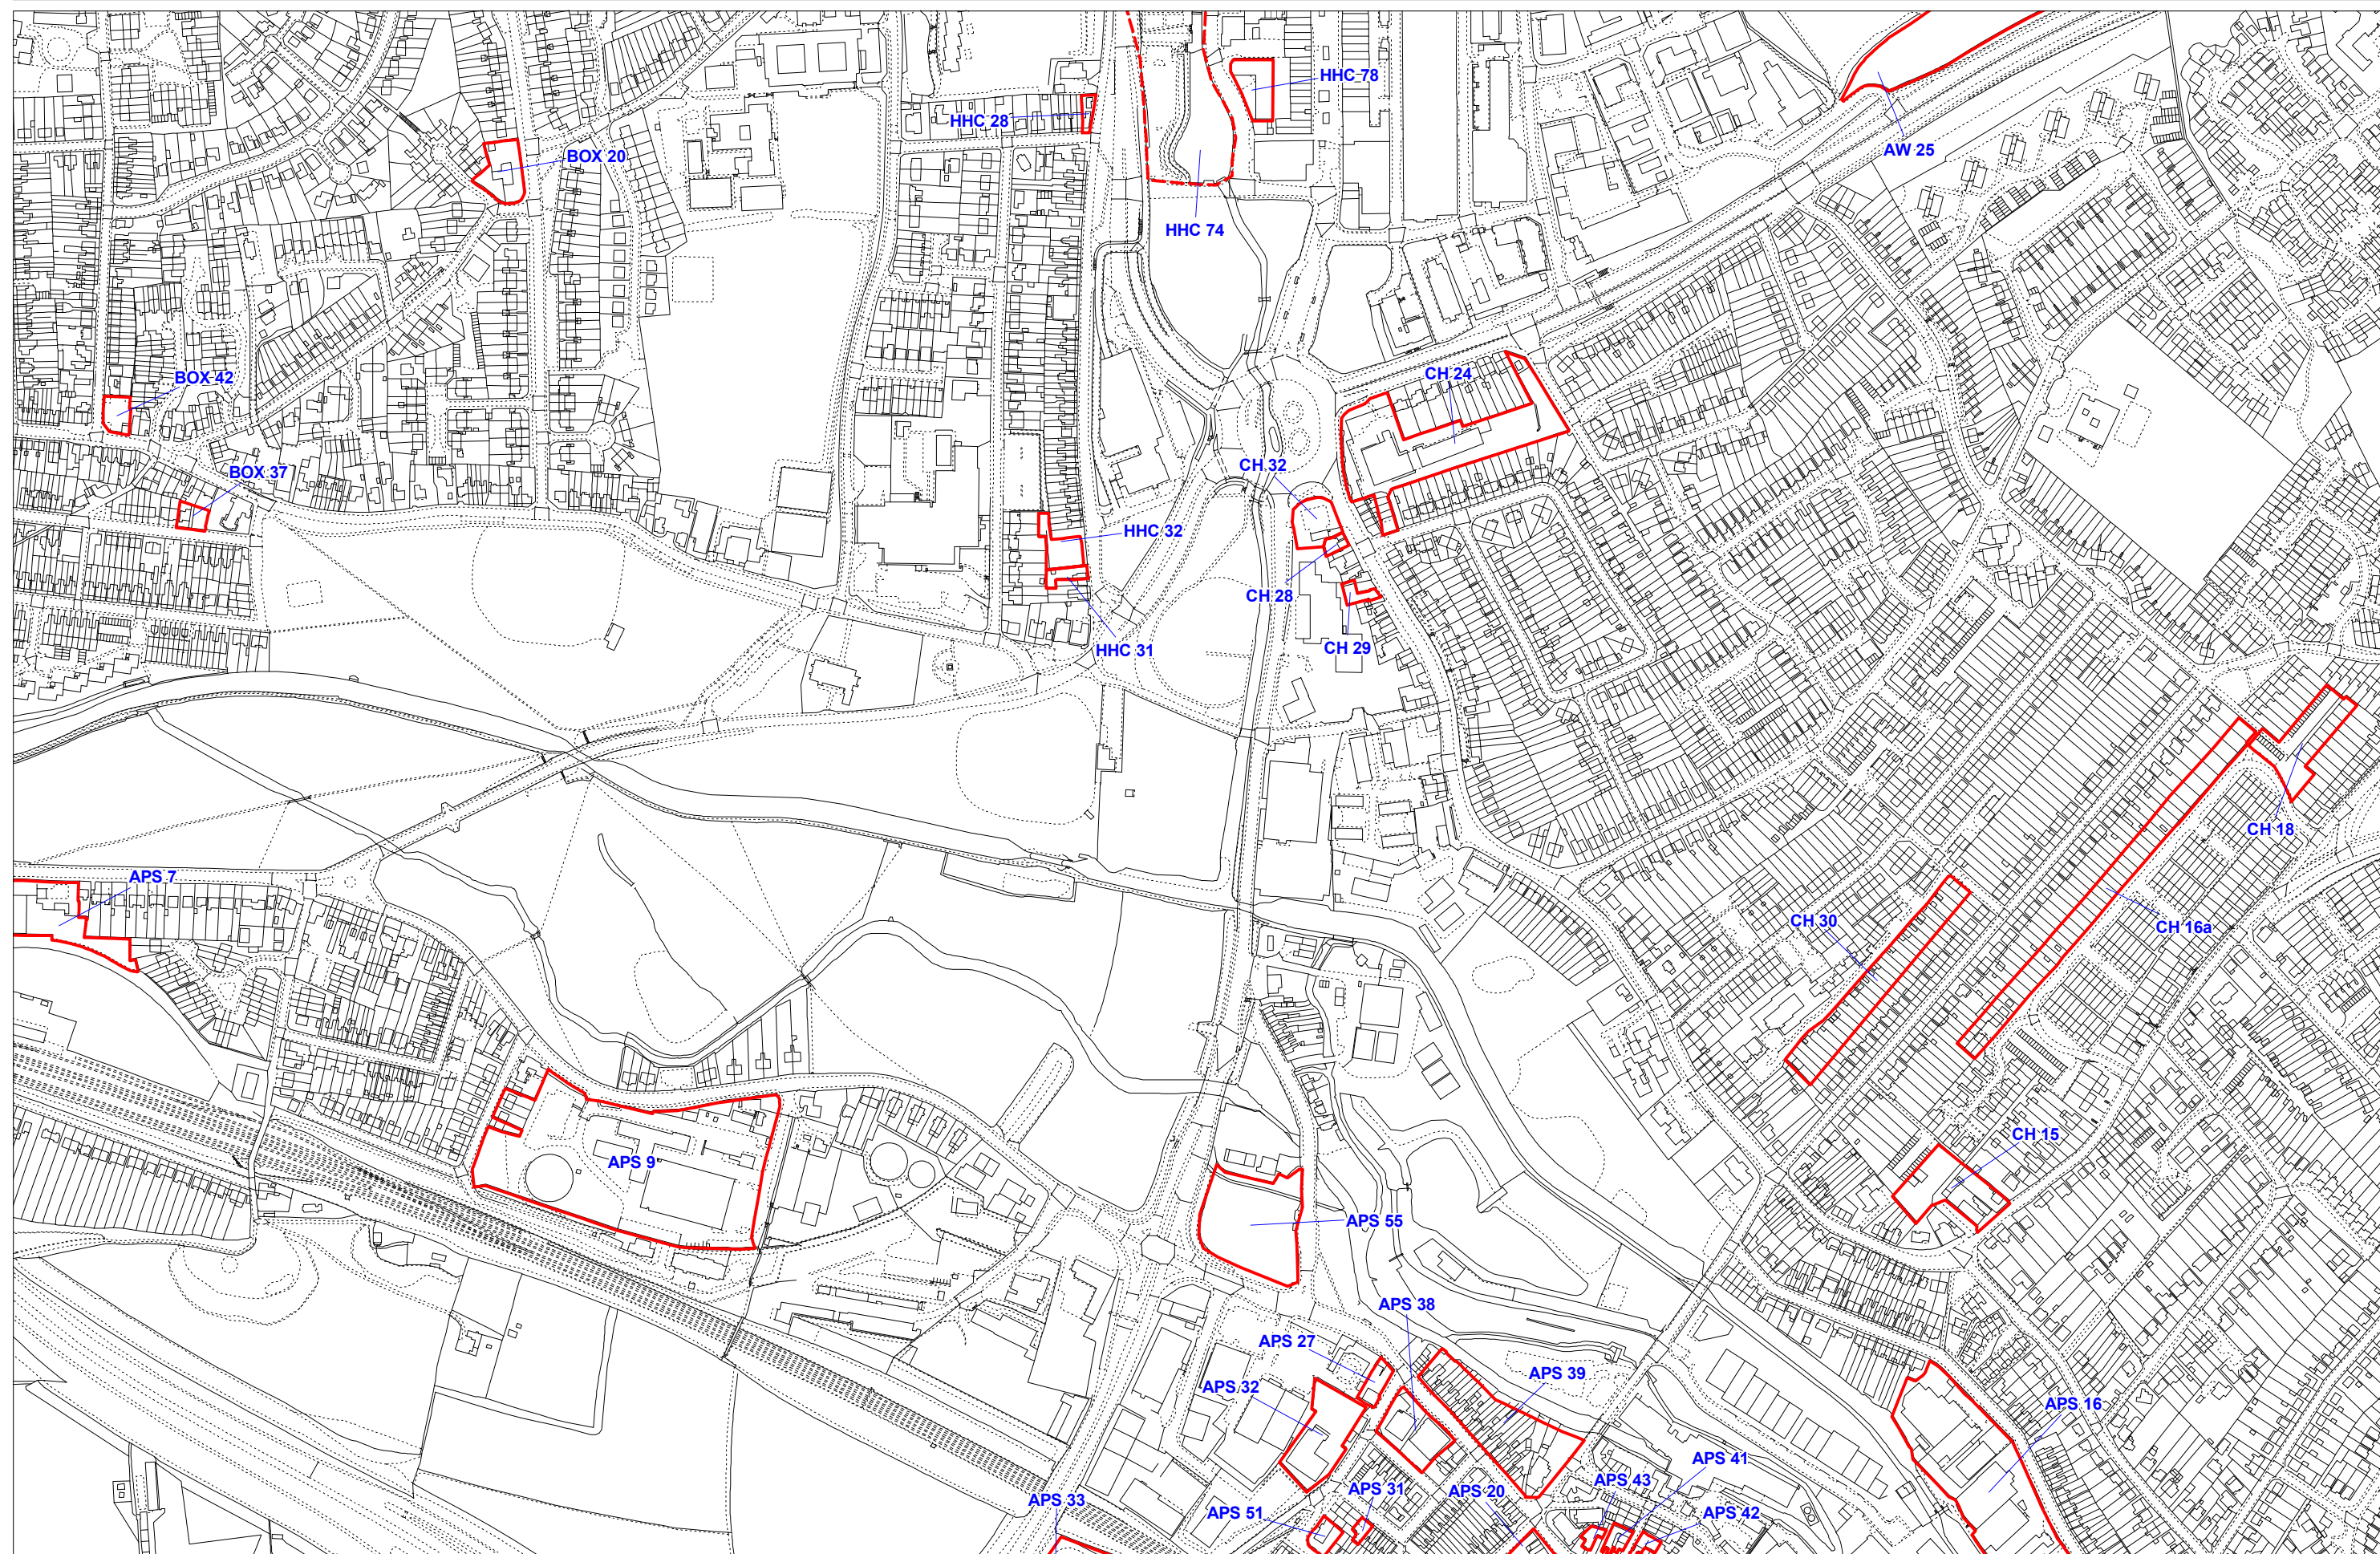 HHC 78
HHC 28
AW 25
BOX 20
HHC 74
CH 24
BOX 42
CH 32
BOX 37
HHC 32
CH 28
CH 29
HHC 31
CH 18
APS 7
CH 30
CH 16a
CH 15
APS 9
APS 55
APS 38
APS 27
APS 39
APS 32
APS 16
APS 41
APS 43
APS 31
APS 20
APS 33
APS 51
APS 42